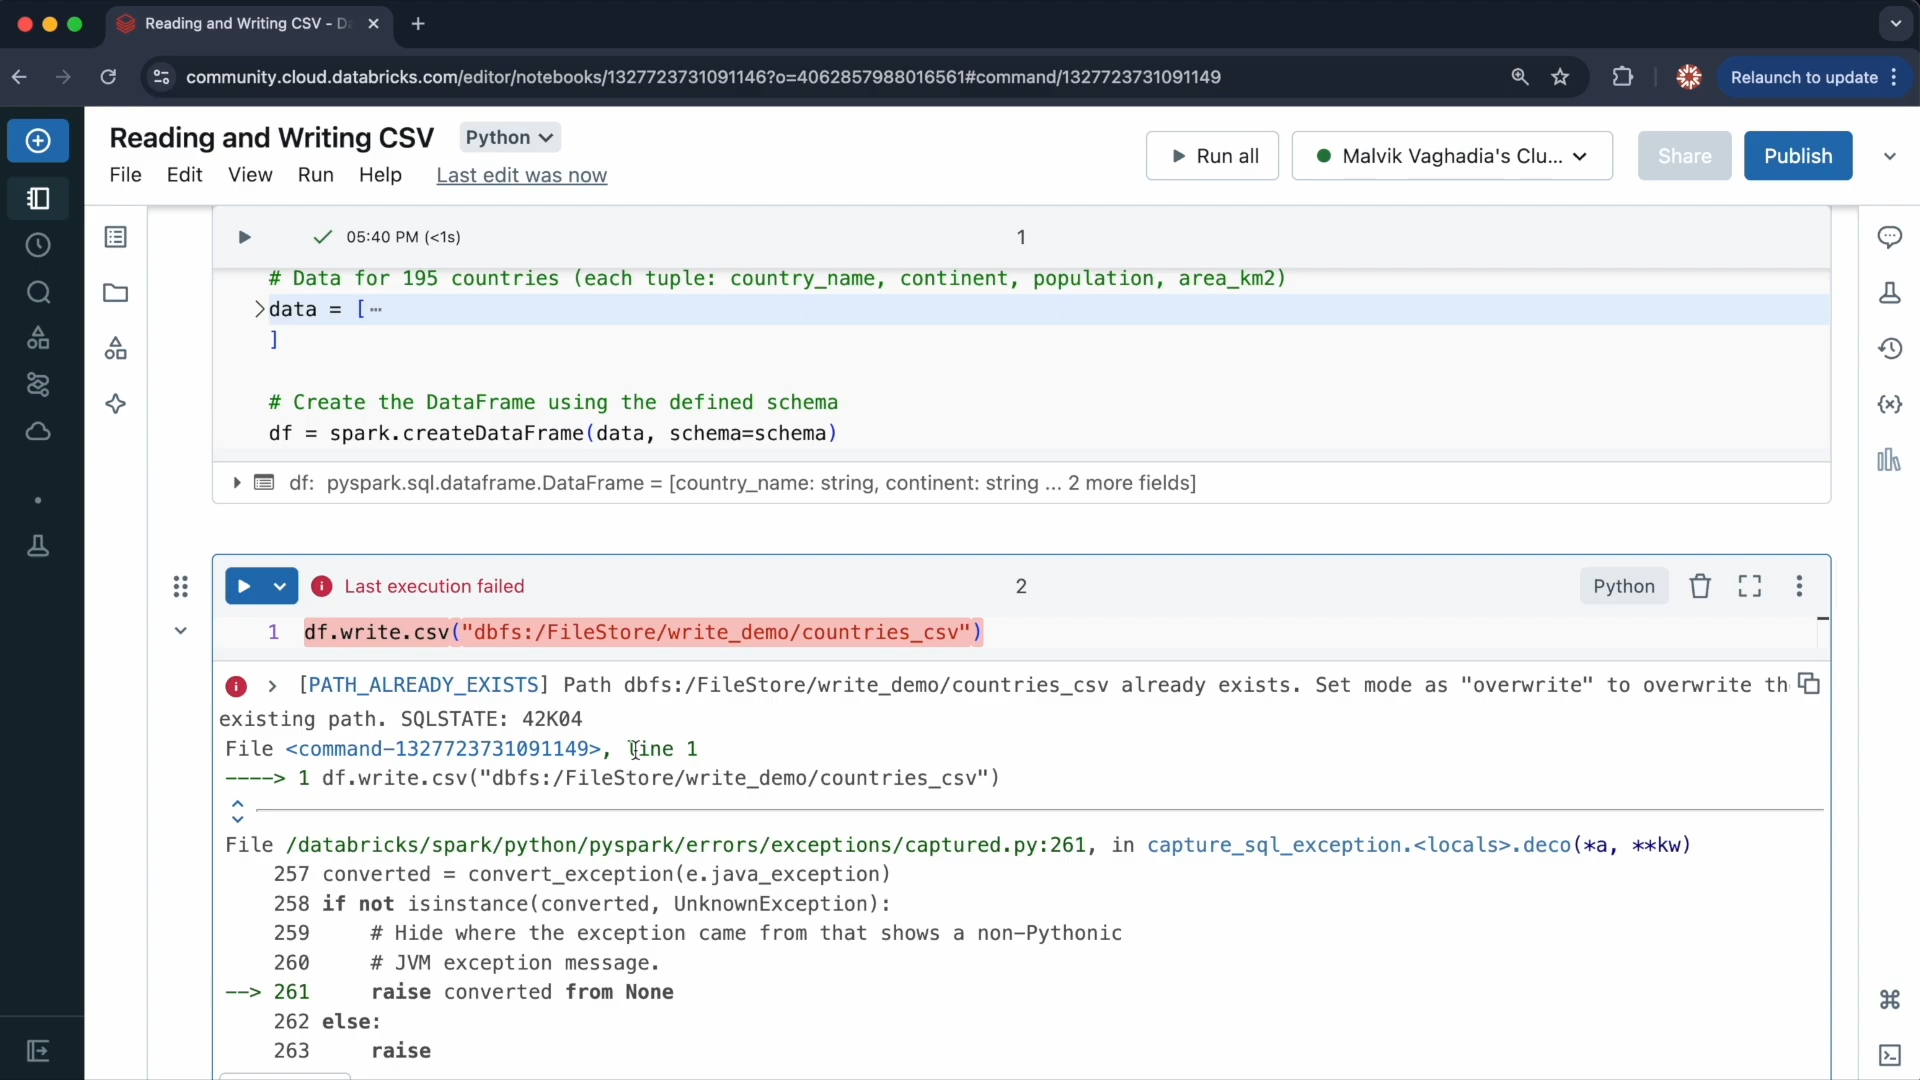 Reading and Writing CSV - Da
community.cloud.databricks.com/editor/notebooks/1327723731091146?o=4062857988016561#command/1327723731091149
Relaunch to update
Reading and Writing CSV
Python
File Edit View Run Help Last edit was now
Run all
Malvik Vaghadia's Clu...
Share
Publish
05:40 PM (<1s)
1
# Data for 195 countries (each tuple: country_name, continent, population, area_km2)
data = [
]
# Create the DataFrame using the defined schema
df = spark.createDataFrame(data, schema=schema)
df: pyspark.sql.dataframe.DataFrame = [country_name: string, continent: string ... 2 more fields]
Last execution failed
2
Python
1 df.write.csv("dbfs:/FileStore/write_demo/countries_csv")
[PATH_ALREADY_EXISTS] Path dbfs:/FileStore/write_demo/countries_csv already exists. Set mode as "overwrite" to overwrite th
existing path. SQLSTATE: 42K04
File <command-1327723731091149>, line 1
----> 1 df.write.csv("dbfs:/FileStore/write_demo/countries_csv")
File /databricks/spark/python/pyspark/errors/exceptions/captured.py:261, in capture_sql_exception.<locals>.deco(*a, **kw)
257 converted = convert_exception(e.java_exception)
258 if not isinstance(converted, UnknownException):
259 # Hide where the exception came from that shows a non-Pythonic
260 # JVM exception message.
--> 261 raise converted from None
262 else:
263 raise